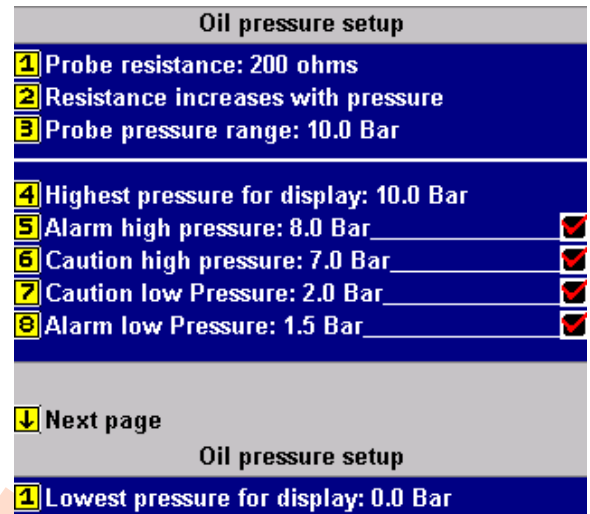 Oil pressure setup
1 Probe resistance: 200 ohms
2 Resistance increases with pressure
3 Probe pressure range: 10.0 Bar
4 Highest pressure for display: 10.0 Bar
5 Alarm high pressure: 8.0 Bar
6 Caution high pressure: 7.0 Bar
7 Caution low Pressure: 2.0 Bar
8 Alarm low Pressure: 1.5 Bar
↓ Next page
Oil pressure setup
1 Lowest pressure for display: 0.0 Bar